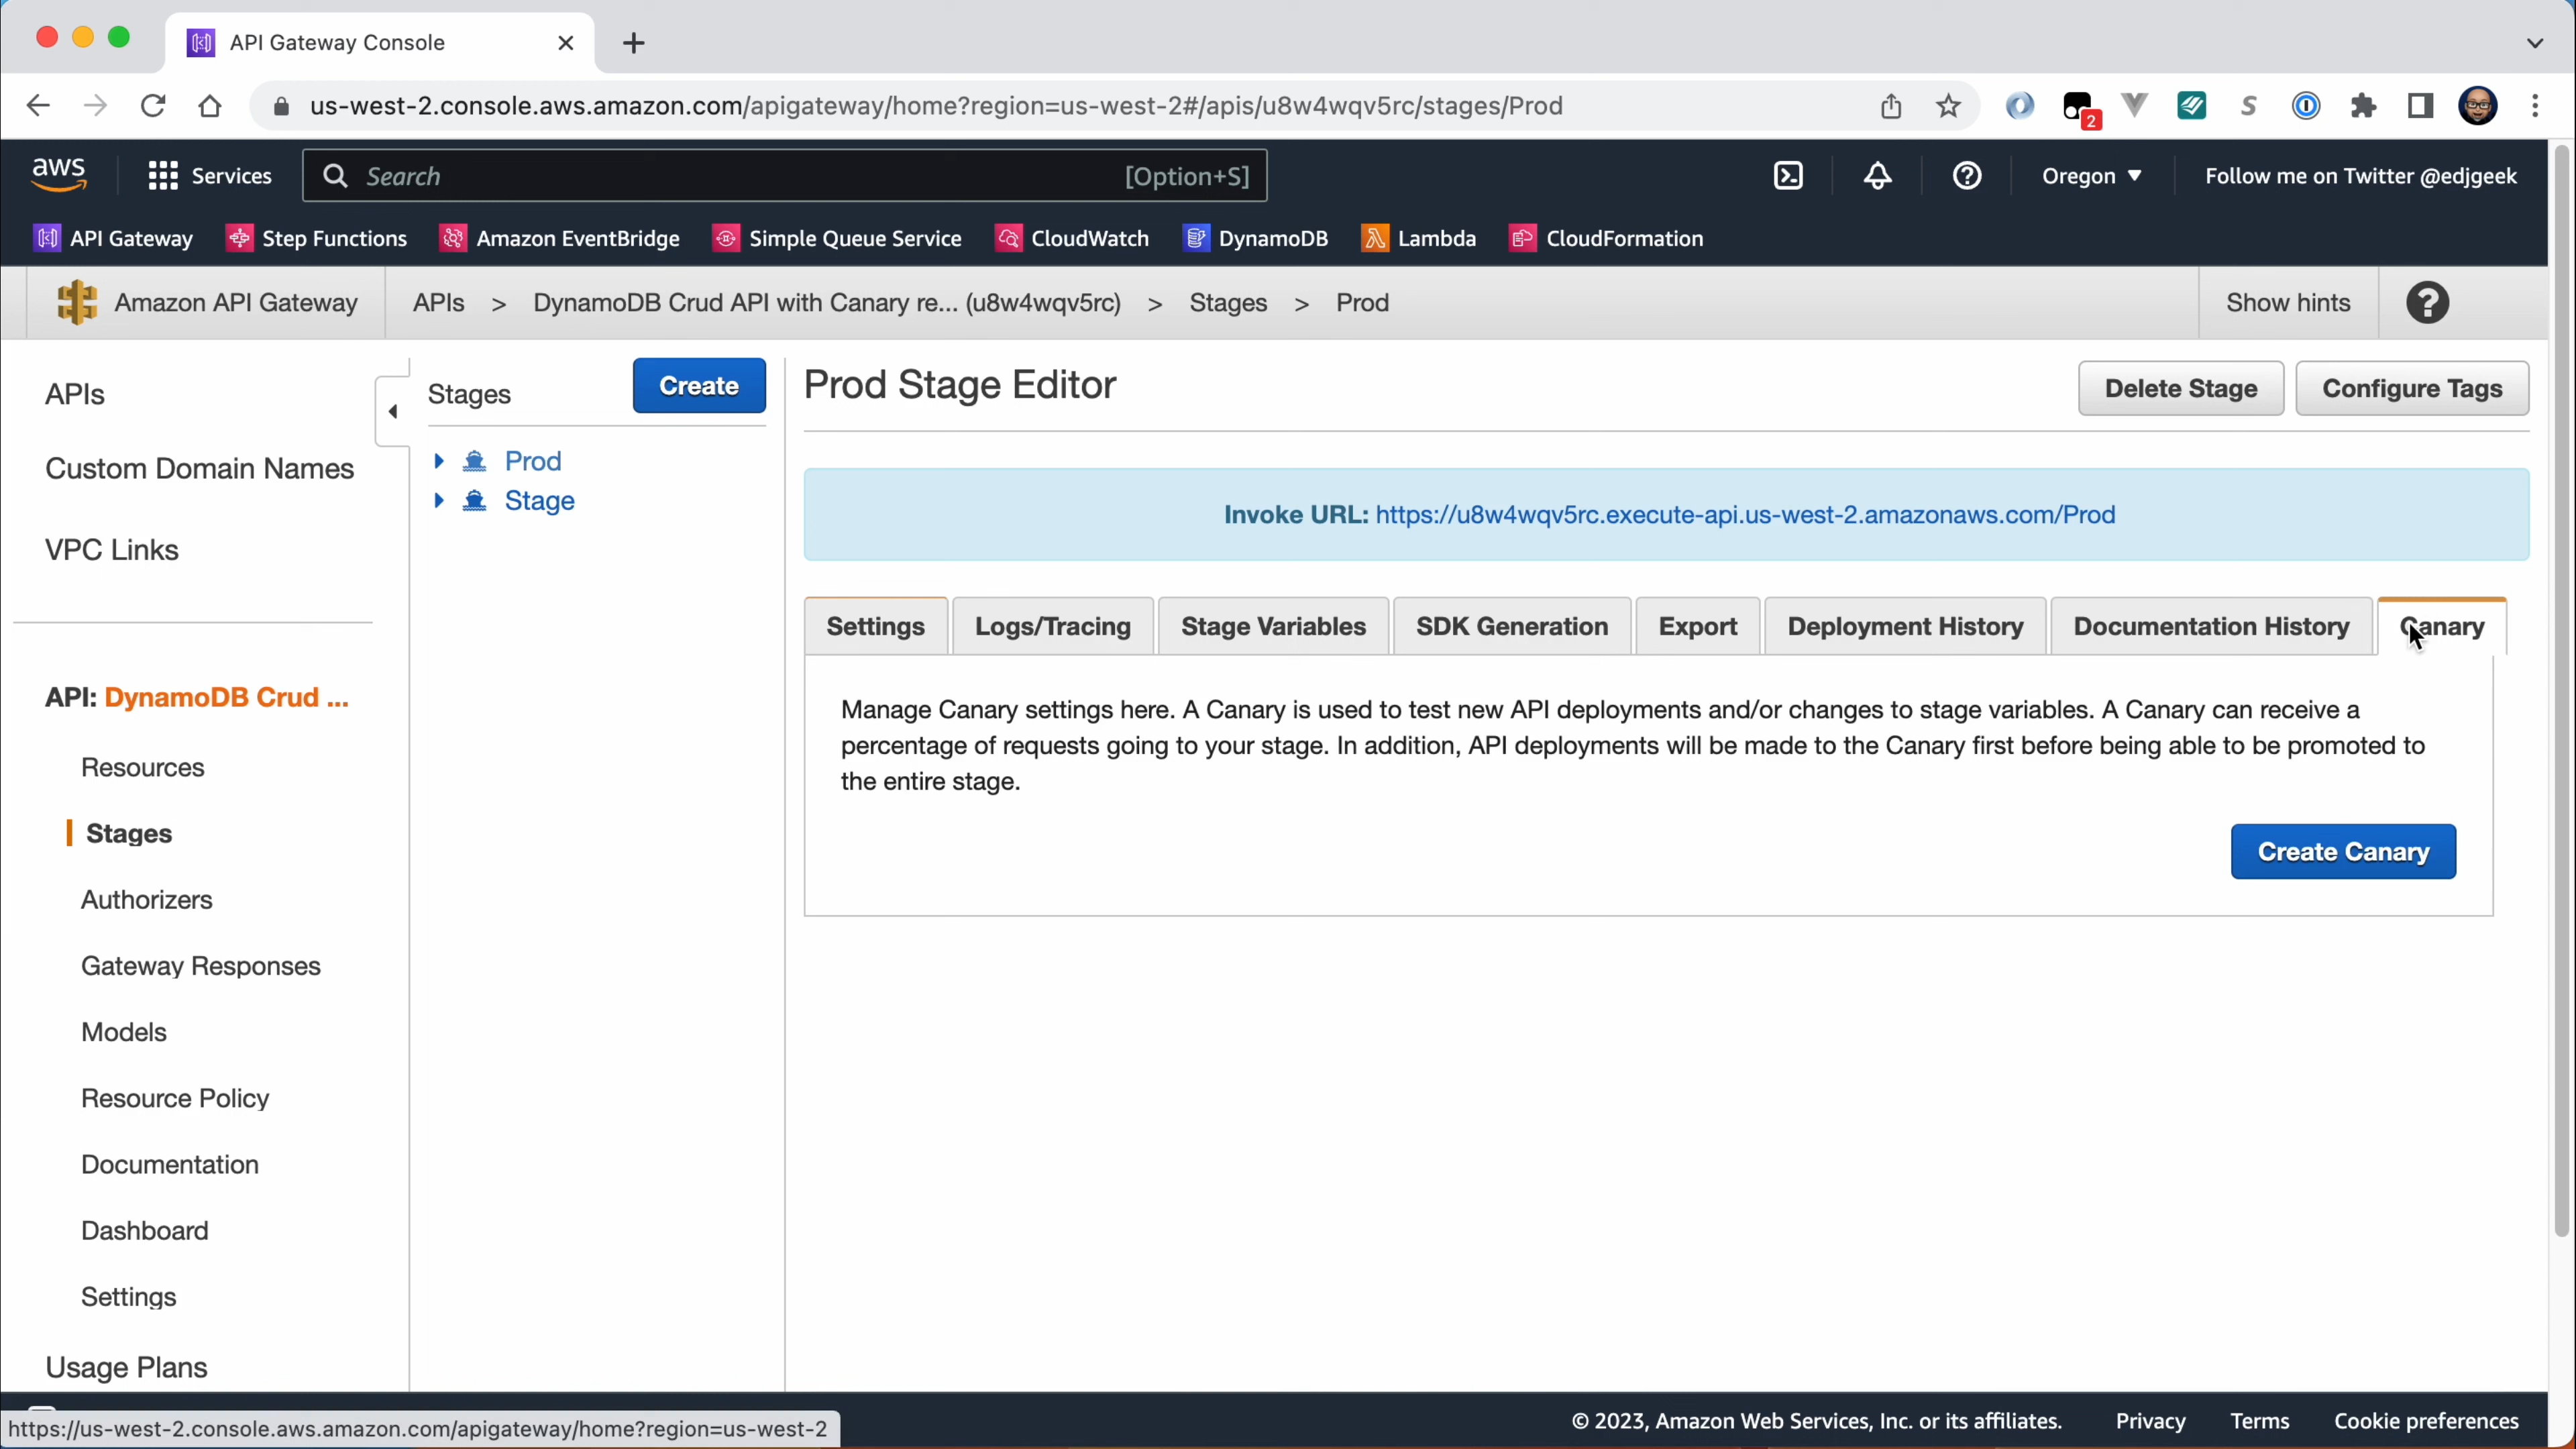 API Gateway Console
us-west-2.console.aws.amazon.com/apigateway/home?region=us-west-2#/apis/u8w4wqv5rc/stages/Prod
2
aws
Services
Search
[Option+S]
Oregon
Follow me on Twitter @edjgeek
API Gateway
Step Functions
Amazon EventBridge
Simple Queue Service
CloudWatch
DynamoDB
Lambda
CloudFormation
Amazon API Gateway
APIs > DynamoDB Crud API with Canary re... (u8w4wqv5rc) > Stages > Prod
Show hints
APIs
Custom Domain Names
VPC Links
API: DynamoDB Crud ...
Resources
Stages
Authorizers
Gateway Responses
Models
Resource Policy
Documentation
Dashboard
Settings
Usage Plans
Stages
Create
Prod
Stage
Prod Stage Editor
Delete Stage
Configure Tags
Invoke URL: https://u8w4wqv5rc.execute-api.us-west-2.amazonaws.com/Prod
Settings
Logs/Tracing
Stage Variables
SDK Generation
Export
Deployment History
Documentation History
Canary
Manage Canary settings here. A Canary is used to test new API deployments and/or changes to stage variables. A Canary can receive a
percentage of requests going to your stage. In addition, API deployments will be made to the Canary first before being able to be promoted to
the entire stage.
Create Canary
https://us-west-2.console.aws.amazon.com/apigateway/home?region=us-west-2
© 2023, Amazon Web Services, Inc. or its affiliates.
Privacy
Terms
Cookie preferences